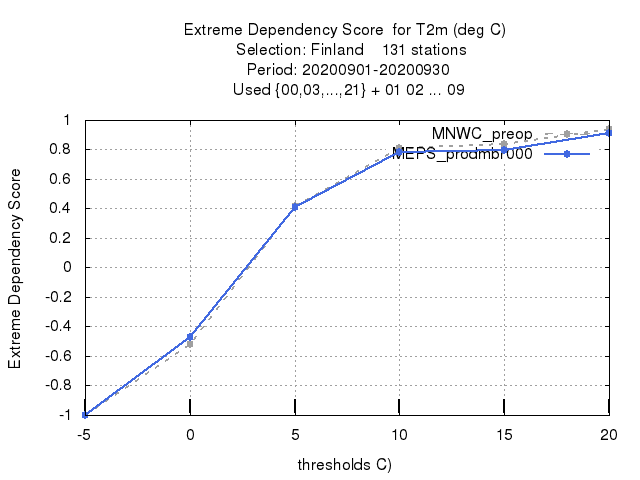 Extreme Dependency Score  for T2m (deg C)
Selection: Finland    131 stations
Period: 20200901-20200930
Used {00,03,...,21} + 01 02 ... 09
Extreme Dependency Score
1
0.8
0.6
0.4
0.2
0
-0.2
-0.4
-0.6
-0.8
-1
MNWC_preop
MEPS_prodmbr000
-5
0
5
10
15
20
thresholds C)